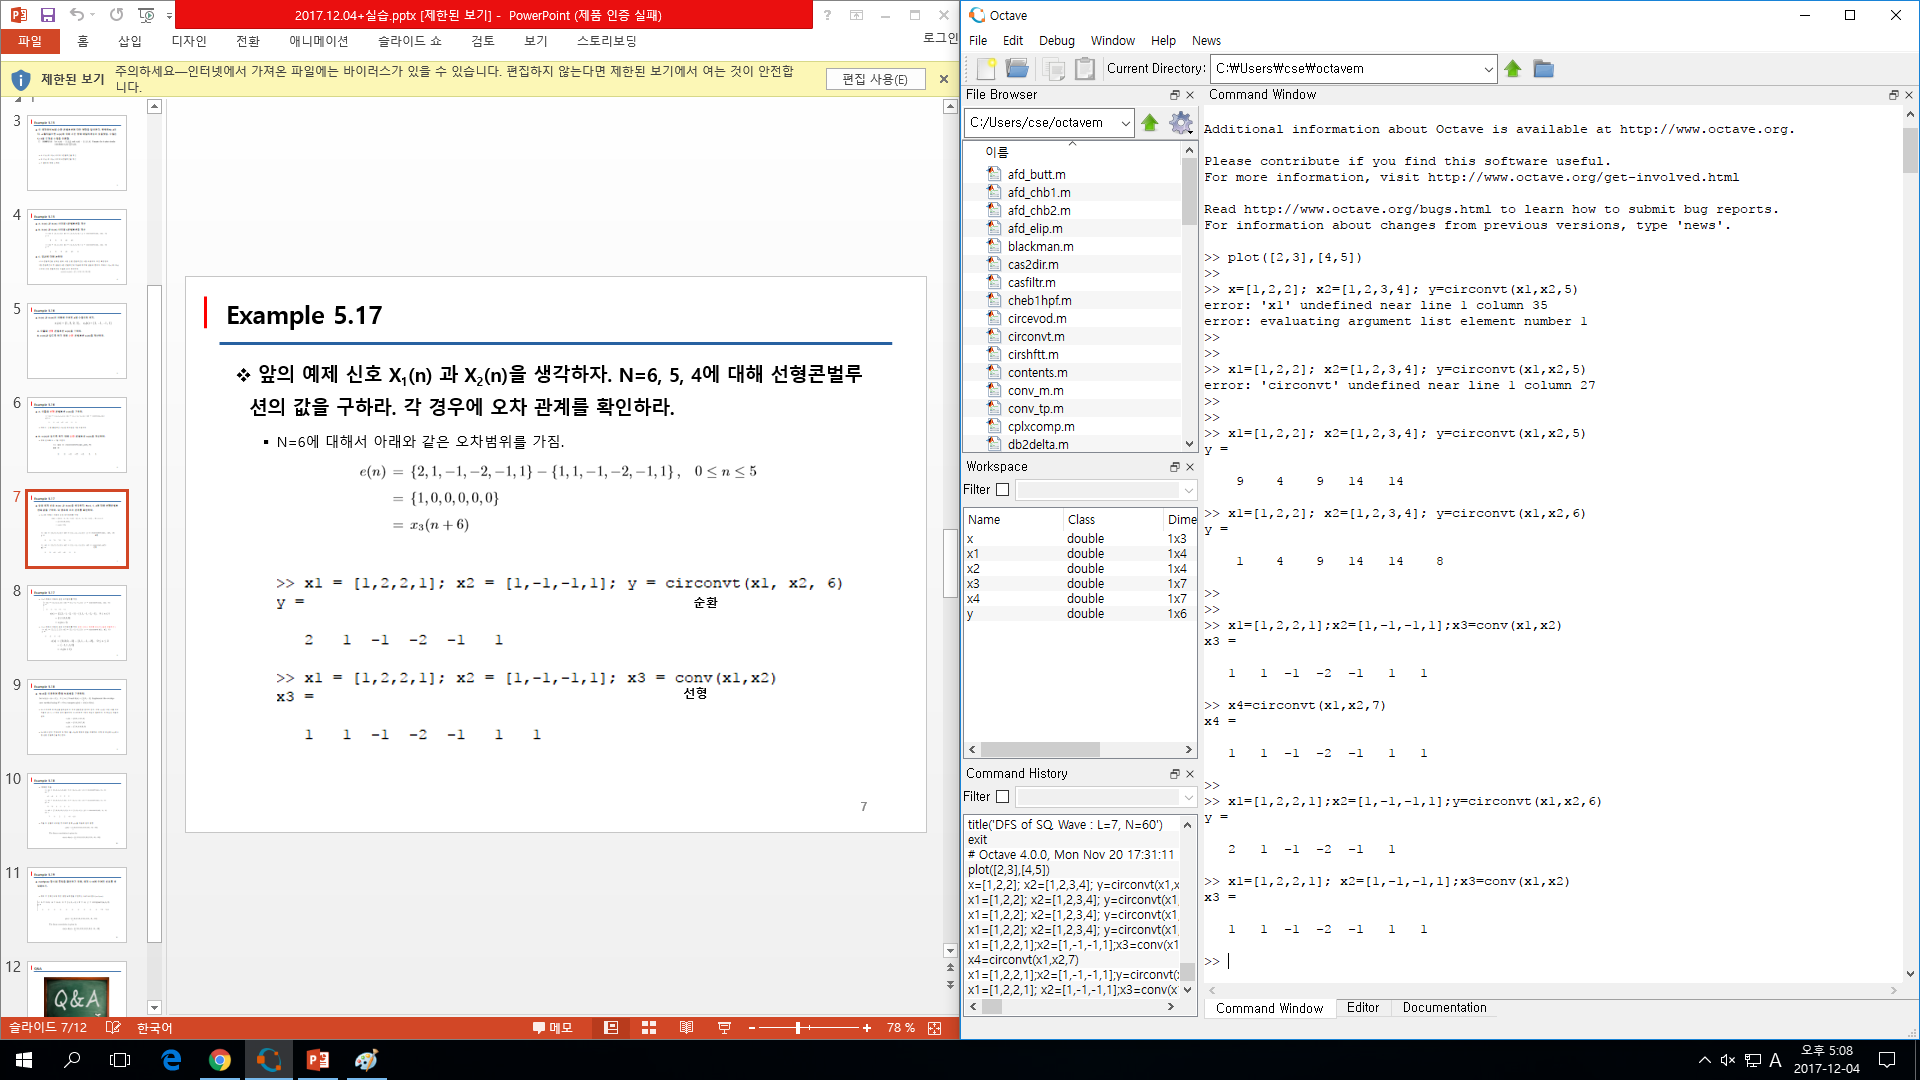 2017.12.04+실습.pptx [제한된 보기] - PowerPoint (제품 인증 실패)
파일 홈 삽입 디자인 전환 애니메이션 슬라이드 쇼 검토 보기 스토리보딩 로그인
제한된 보기 주의하세요—인터넷에서 가져온 파일에는 바이러스가 있을 수 있습니다. 편집하지 않는다면 제한된 보기에서 여는 것이 안전합
니다.
편집 사용(E)
3
4
5
6
7
8
9
10
11
12
Q&A
Example 5.17
❖ 앞의 예제 신호 X1(n) 과 X2(n)을 생각하자. N=6, 5, 4에 대해 선형콘벌루
션의 값을 구하라. 각 경우에 오차 관계를 확인하라.
▪ N=6에 대해서 아래와 같은 오차범위를 가짐.
e(n) = {2, 1, −1, −2, −1, 1} − {1, 1, −1, −2, −1, 1} , 0 ≤ n ≤ 5
= {1, 0, 0, 0, 0, 0}
= x3(n + 6)
>> x1 = [1,2,2,1]; x2 = [1,-1,-1,1]; y = circonvt(x1, x2, 6)
y = 순환
2 1 -1 -2 -1 1
>> x1 = [1,2,2,1]; x2 = [1,-1,-1,1]; x3 = conv(x1,x2)
x3 = 선형
1 1 -1 -2 -1 1 1
7
슬라이드 7/12 한국어 메모 78 %
Octave
File Edit Debug Window Help News
Current Directory: C:₩Users₩cse₩octavem
File Browser
C:/Users/cse/octavem
이름
afd_butt.m
afd_chb1.m
afd_chb2.m
afd_elip.m
blackman.m
cas2dir.m
casfiltr.m
cheb1hpf.m
circevod.m
circonvt.m
cirshftt.m
contents.m
conv_m.m
conv_tp.m
cplxcomp.m
db2delta.m
Workspace
Filter
Name Class Dime
x double 1x3
x1 double 1x4
x2 double 1x4
x3 double 1x7
x4 double 1x7
y double 1x6
Command History
Filter
title('DFS of SQ Wave : L=7, N=60')
exit
# Octave 4.0.0, Mon Nov 20 17:31:11
plot([2,3],[4,5])
x=[1,2,2]; x2=[1,2,3,4]; y=circonvt(x1,x
x1=[1,2,2]; x2=[1,2,3,4]; y=circonvt(x1,
x1=[1,2,2]; x2=[1,2,3,4]; y=circonvt(x1,
x1=[1,2,2]; x2=[1,2,3,4]; y=circonvt(x1,
x1=[1,2,2,1];x2=[1,-1,-1,1];x3=conv(x1
x4=circonvt(x1,x2,7)
x1=[1,2,2,1];x2=[1,-1,-1,1];y=circonvt(x
x1=[1,2,2,1]; x2=[1,-1,-1,1];x3=conv(x
Command Window
Additional information about Octave is available at http://www.octave.org.
Please contribute if you find this software useful.
For more information, visit http://www.octave.org/get-involved.html
Read http://www.octave.org/bugs.html to learn how to submit bug reports.
For information about changes from previous versions, type 'news'.
>> plot([2,3],[4,5])
>>
>> x=[1,2,2]; x2=[1,2,3,4]; y=circonvt(x1,x2,5)
error: 'x1' undefined near line 1 column 35
error: evaluating argument list element number 1
>>
>>
>> x1=[1,2,2]; x2=[1,2,3,4]; y=circonvt(x1,x2,5)
error: 'circonvt' undefined near line 1 column 27
>>
>>
>> x1=[1,2,2]; x2=[1,2,3,4]; y=circonvt(x1,x2,5)
y =
9 4 9 14 14
>> x1=[1,2,2]; x2=[1,2,3,4]; y=circonvt(x1,x2,6)
y =
1 4 9 14 14 8
>>
>>
>> x1=[1,2,2,1];x2=[1,-1,-1,1];x3=conv(x1,x2)
x3 =
1 1 -1 -2 -1 1 1
>> x4=circonvt(x1,x2,7)
x4 =
1 1 -1 -2 -1 1 1
>>
>> x1=[1,2,2,1];x2=[1,-1,-1,1];y=circonvt(x1,x2,6)
y =
2 1 -1 -2 -1 1
>> x1=[1,2,2,1]; x2=[1,-1,-1,1];x3=conv(x1,x2)
x3 =
1 1 -1 -2 -1 1 1
>>
Command Window Editor Documentation
A 오후 5:08
2017-12-04